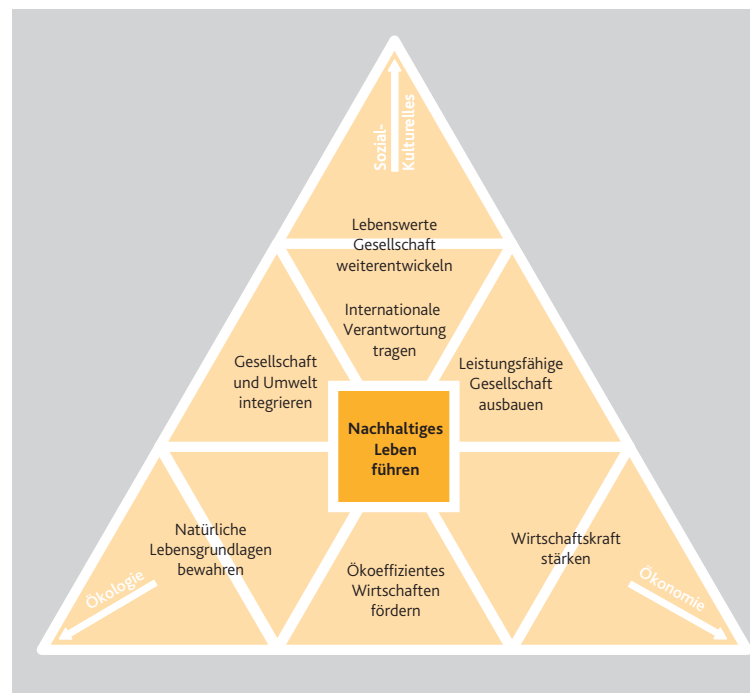 Sozial-
Kulturelles
Lebenswerte
Gesellschaft
weiterentwickeln
Internationale
Verantwortung
tragen
Gesellschaft
und Umwelt
integrieren
Leistungsfähige
Gesellschaft
ausbauen
Nachhaltiges
Leben
führen
Natürliche
Lebensgrundlagen
bewahren
Ökoeffizientes
Wirtschaften
fördern
Wirtschaftskraft
stärken
Ökologie
Ökonomie